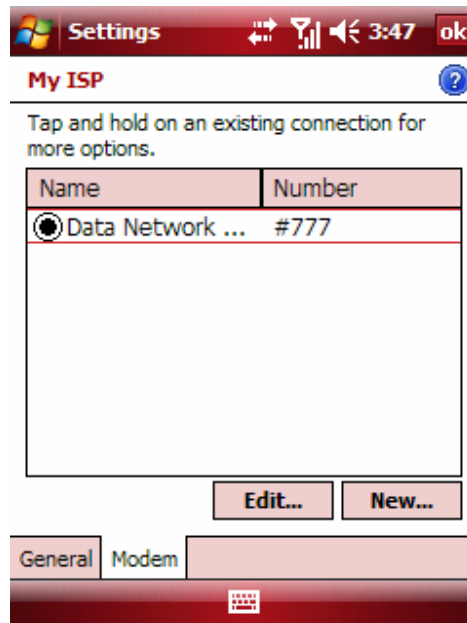 Settings 3:47 ok
My ISP ?
Tap and hold on an existing connection for
more options.
Name Number
Data Network ... #777
Edit... New...
General Modem